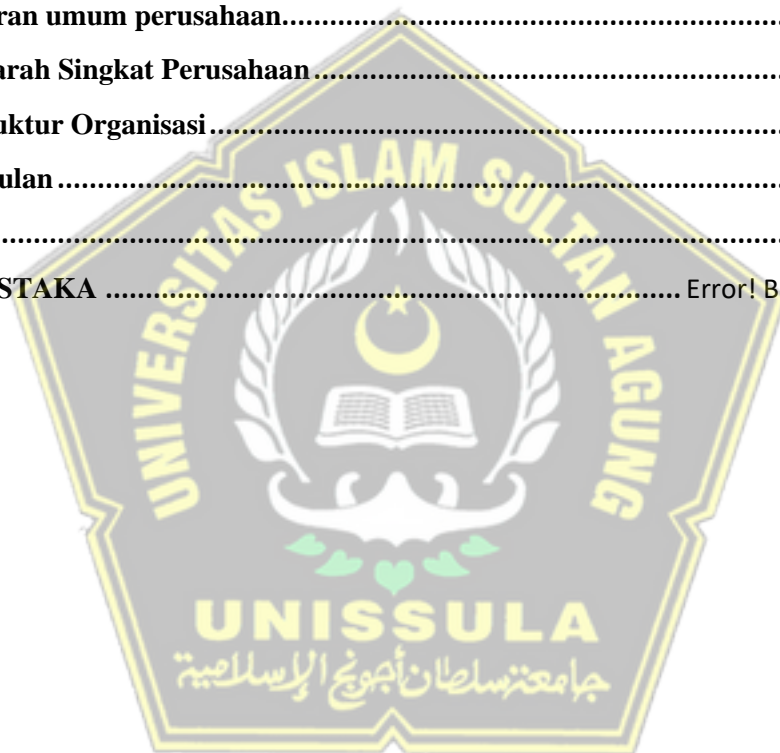 ran umum perusahaan
arah Singkat Perusahaan
uktur Organisasi
ulan
STAKA Error! B
UNIVERSITAS ISLAM SULTAN AGUNG
UNISSULA
جامعة سلطان أجونج الإسلامية